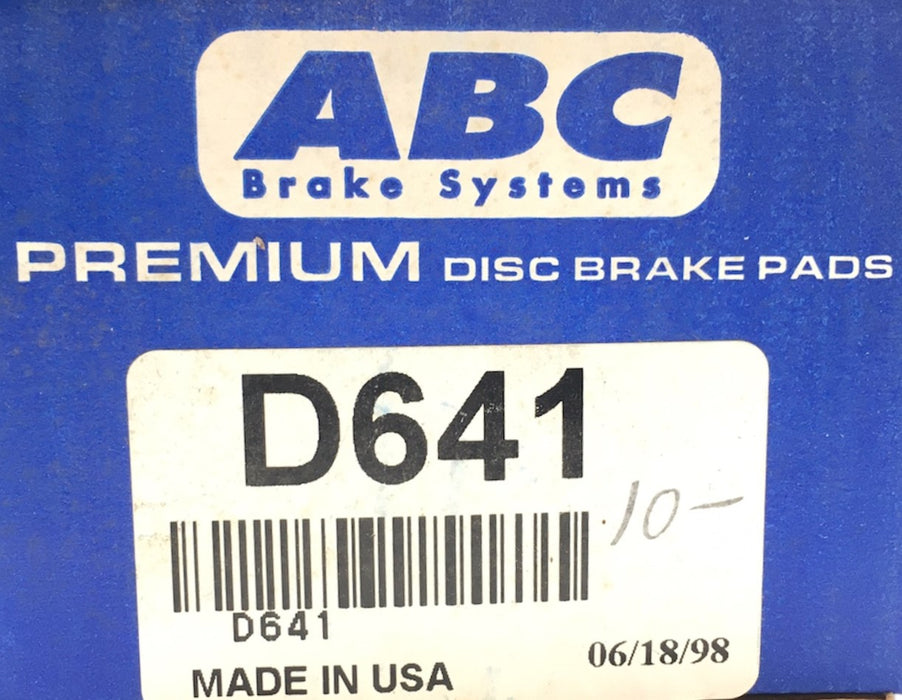 ABC
Brake Systems
PREMIUM DISC BRAKE PADS
D641
10-
D641
06/18/98
MADE IN USA